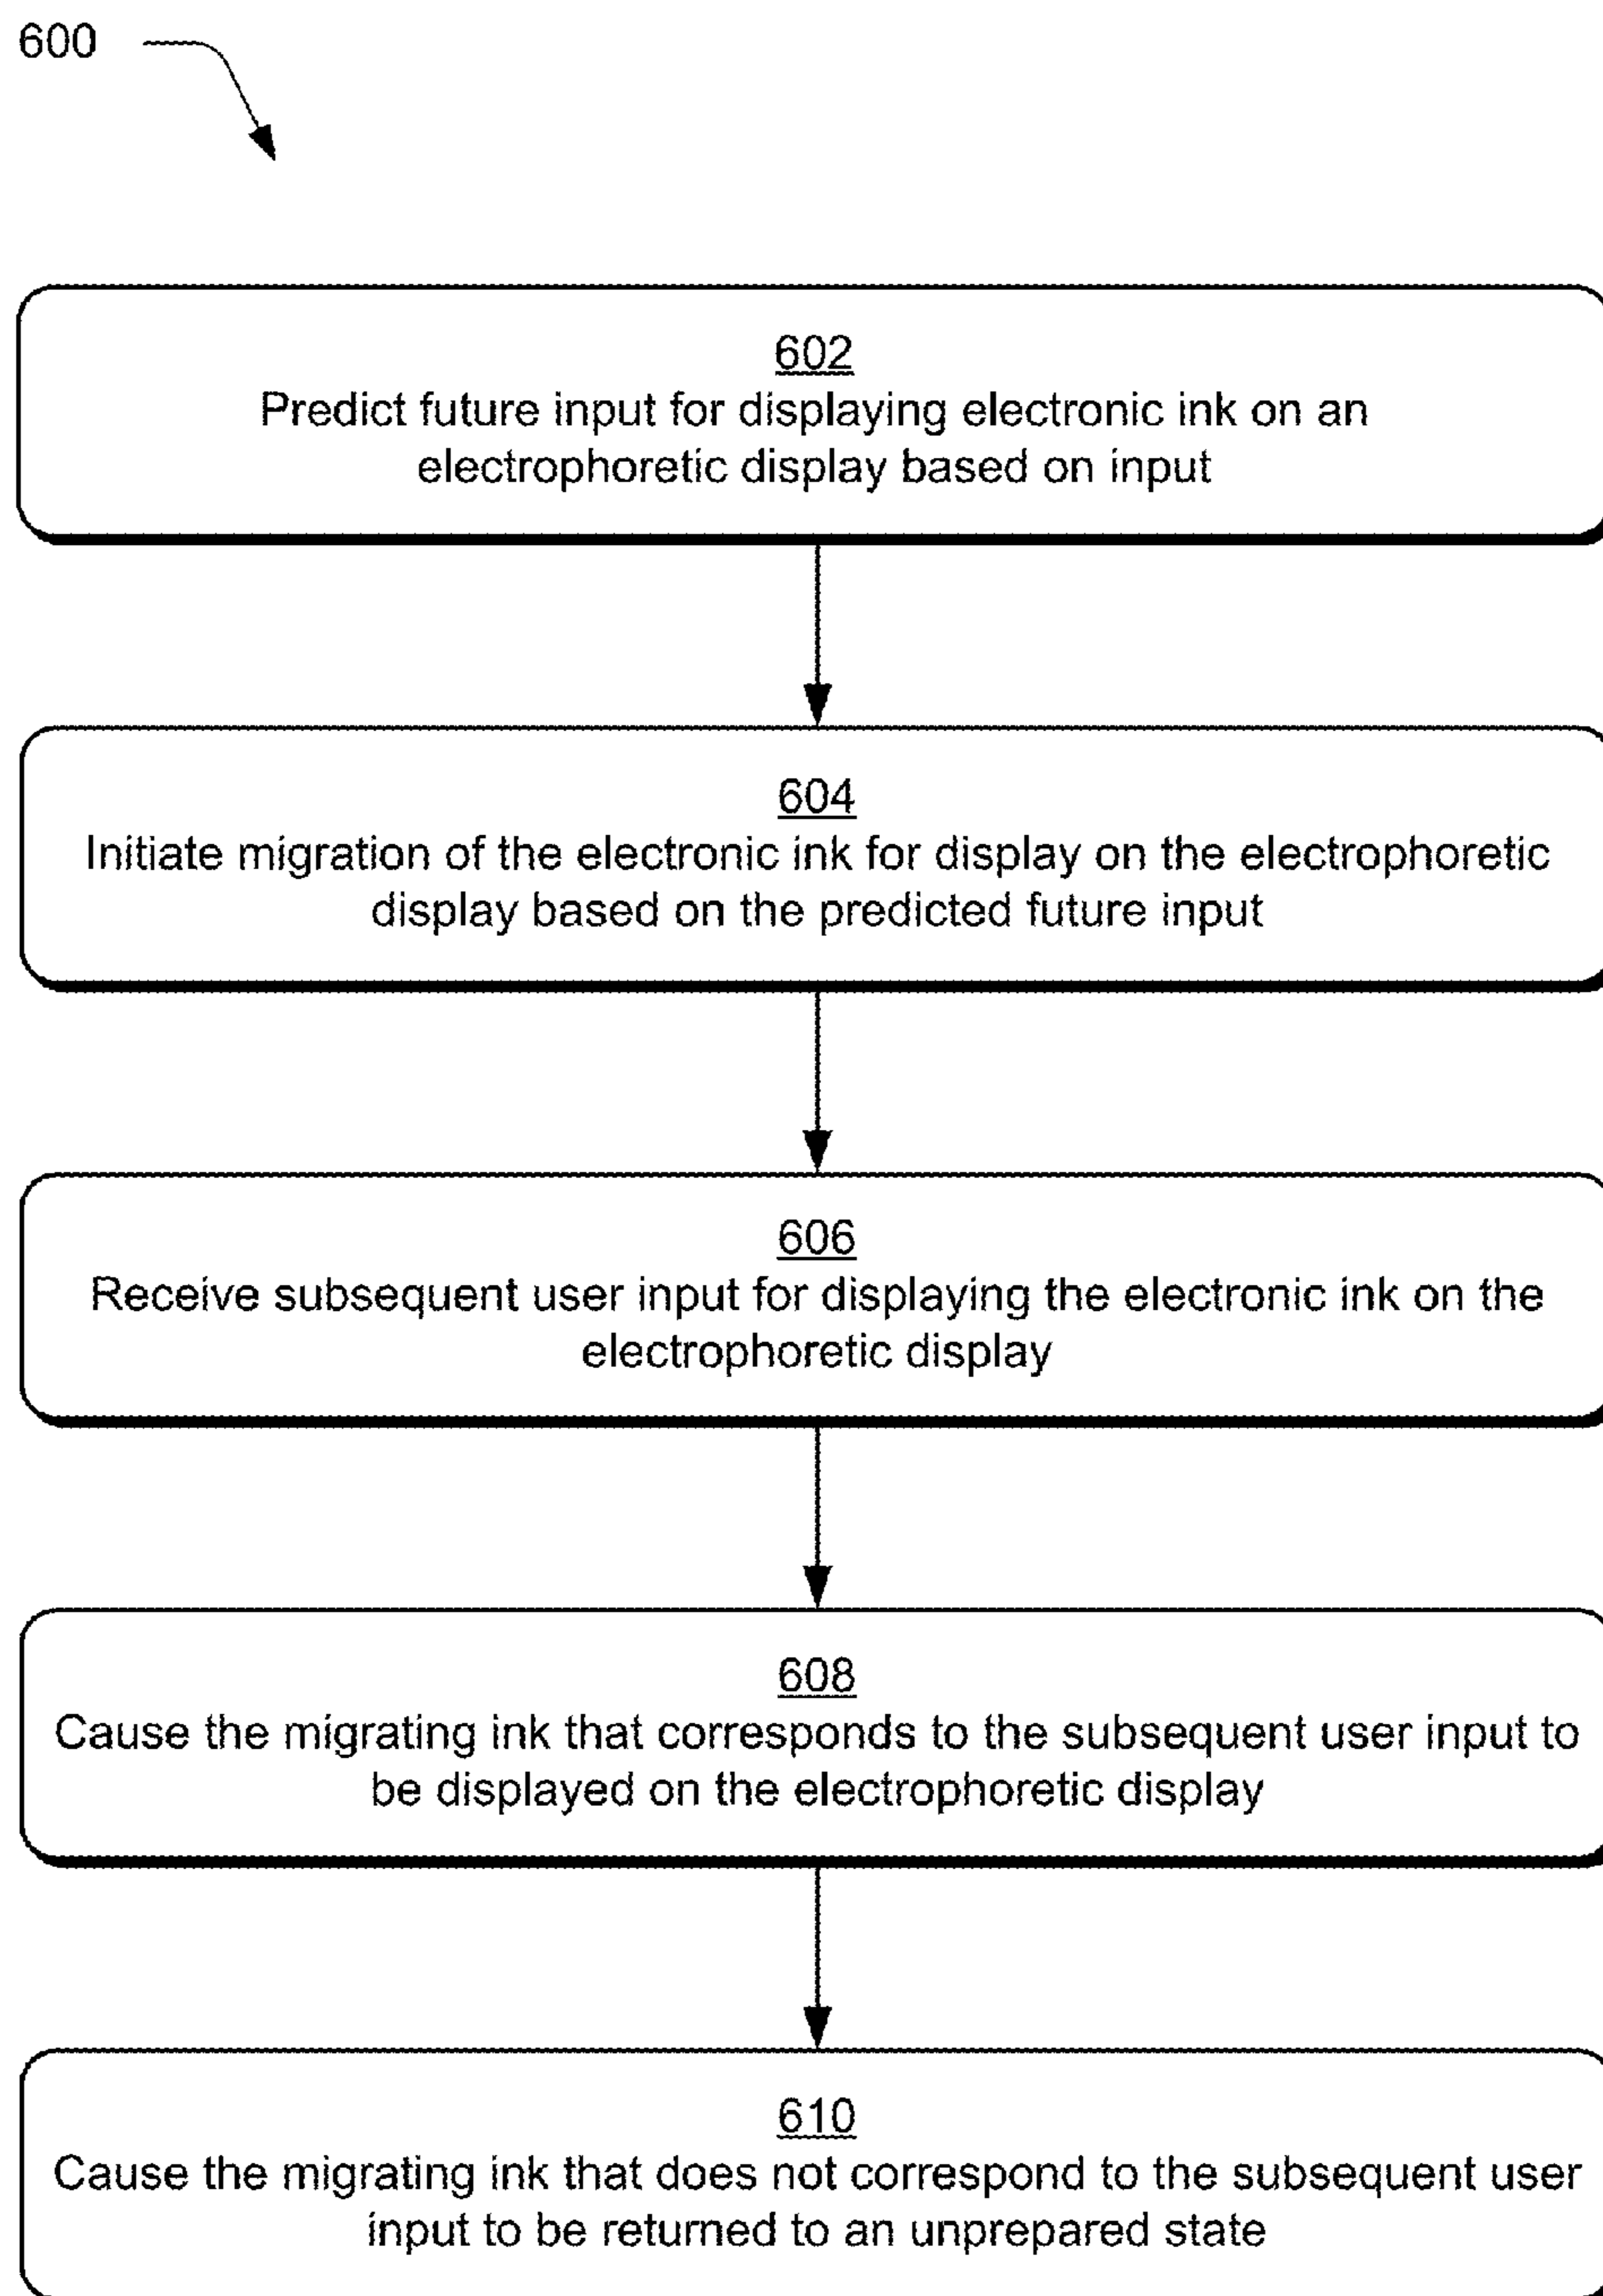 600
602
Predict future input for displaying electronic ink on an
electrophoretic display based on input
604
Initiate migration of the electronic ink for display on the electrophoretic
display based on the predicted future input
606
Receive subsequent user input for displaying the electronic ink on the
electrophoretic display
608
Cause the migrating ink that corresponds to the subsequent user input to
be displayed on the electrophoretic display
610
Cause the migrating ink that does not correspond to the subsequent user
input to be returned to an unprepared state